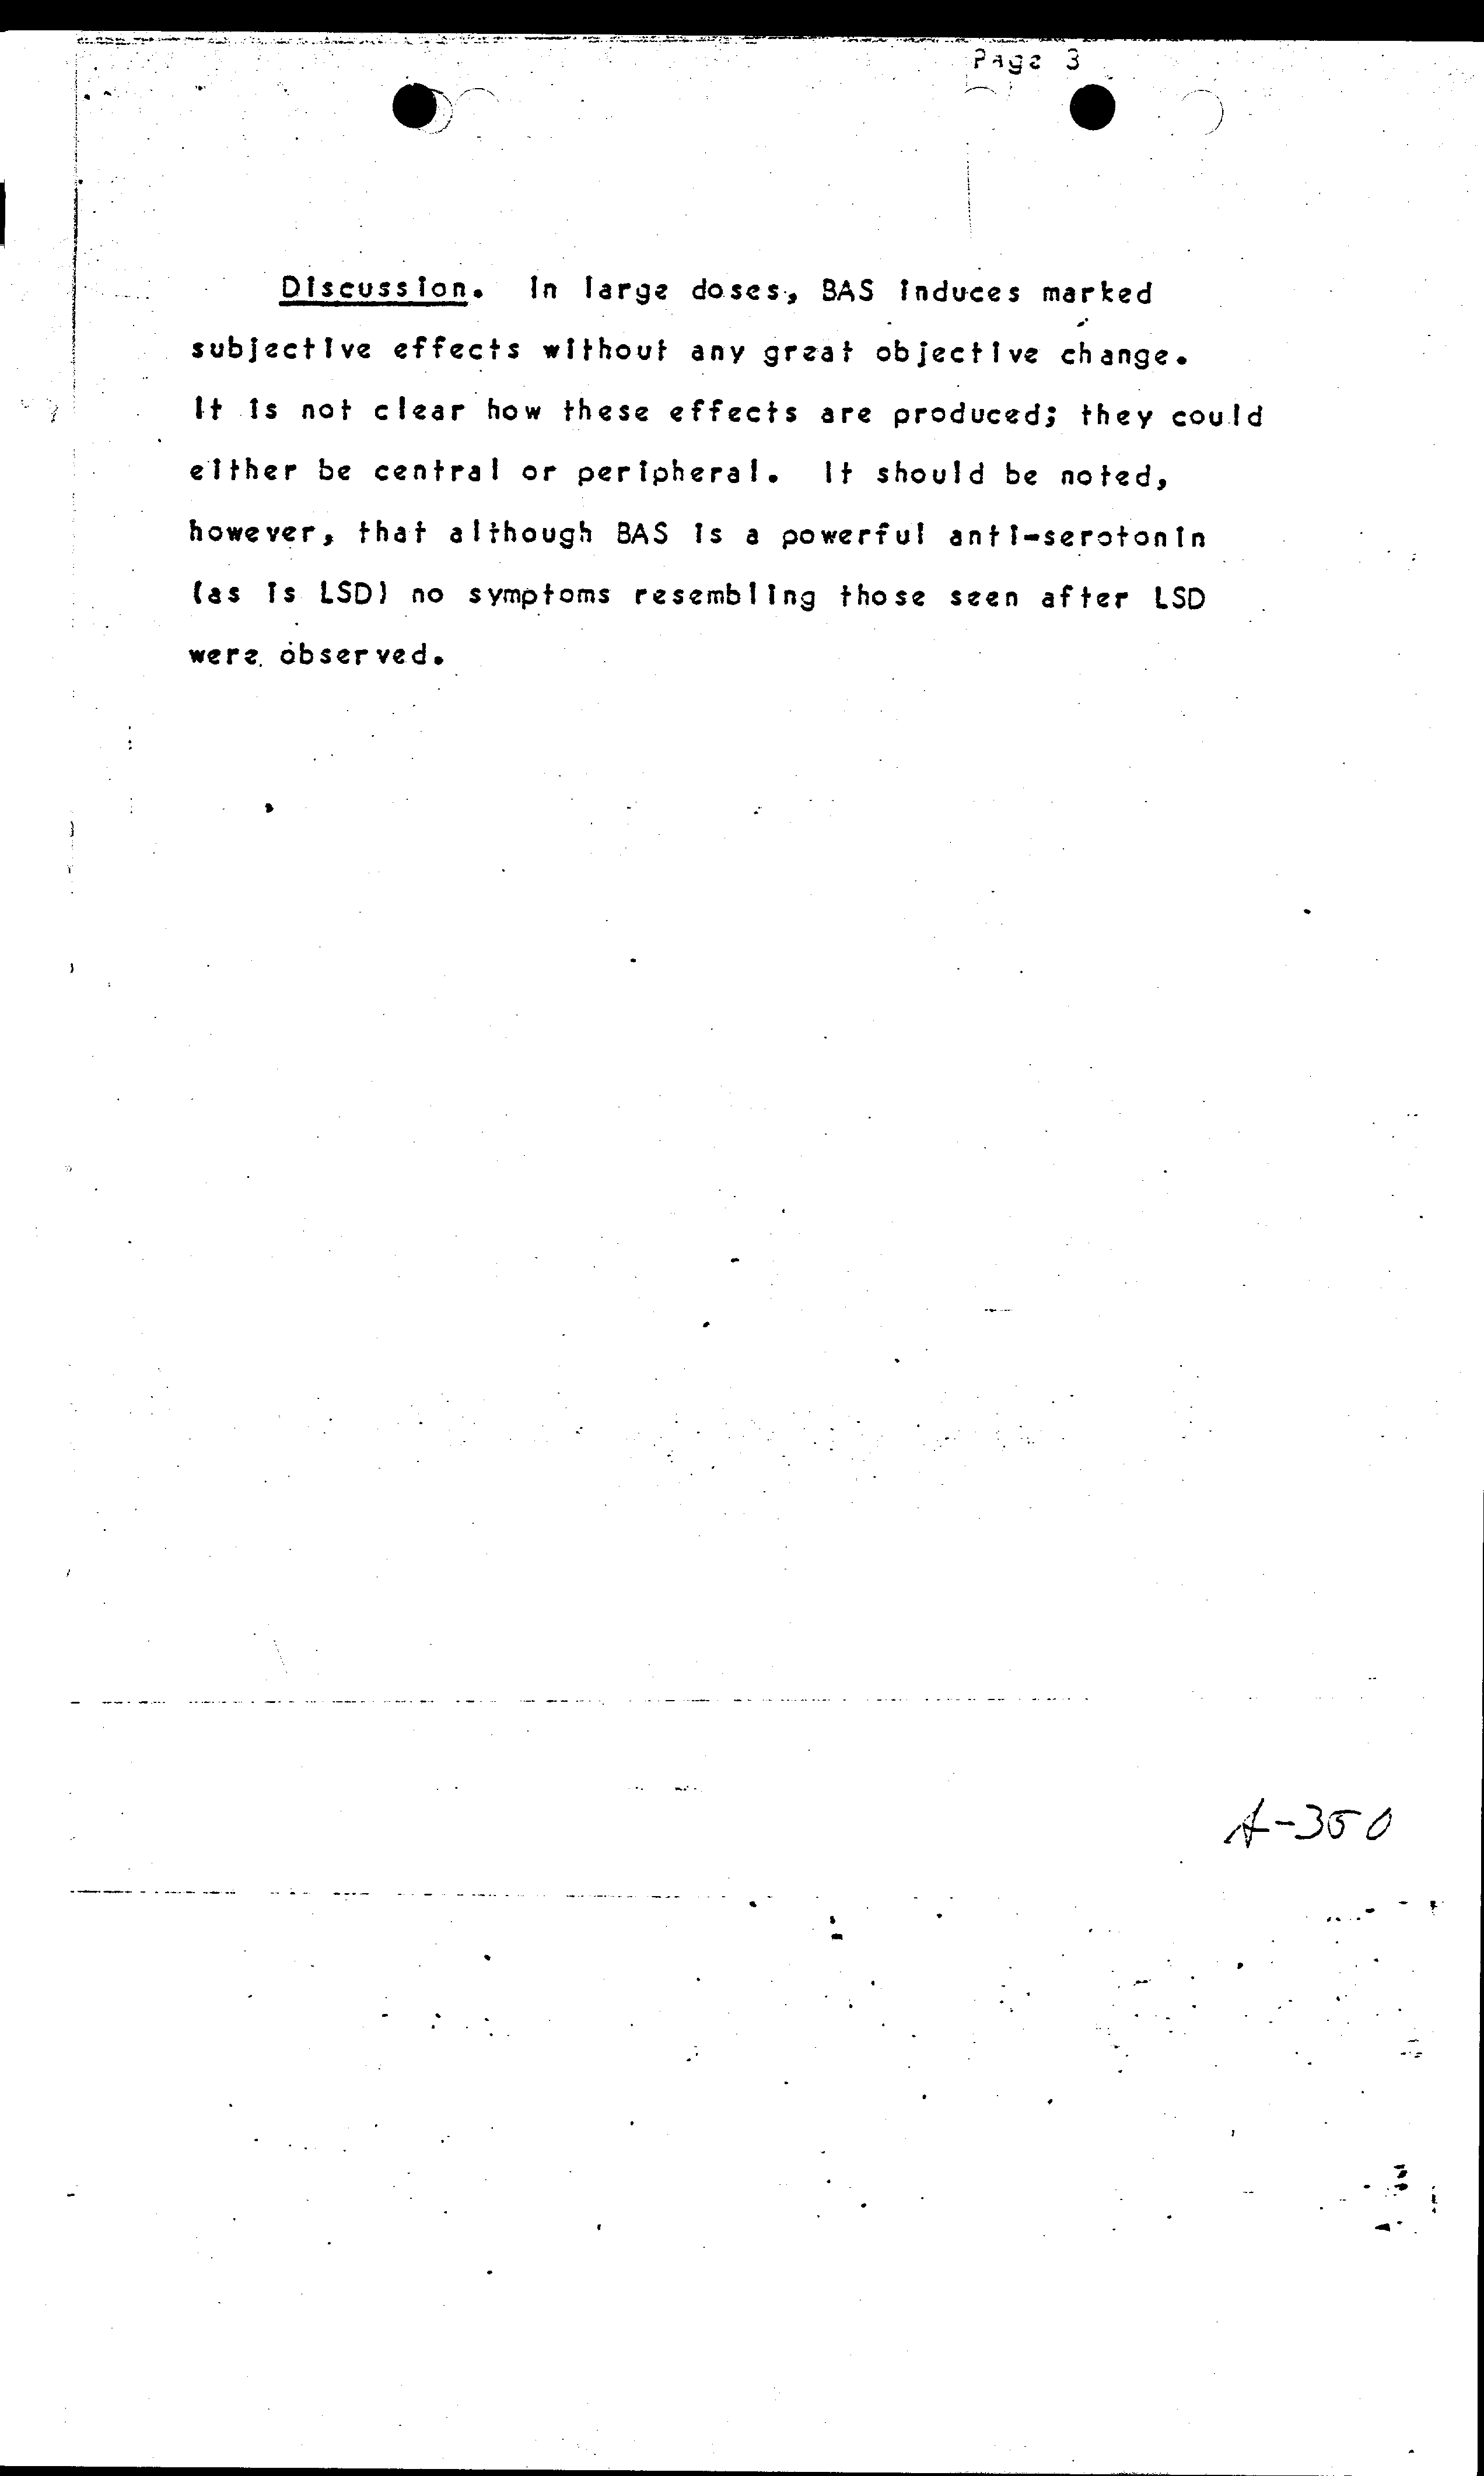 Page 3
Discussion. In large doses, BAS induces marked
subjective effects without any great objective change.
It is not clear how these effects are produced; they could
either be central or peripheral. It should be noted,
however, that although BAS is a powerful anti-serotonin
(as is LSD) no symptoms resembling those seen after LSD
were observed.
A-350